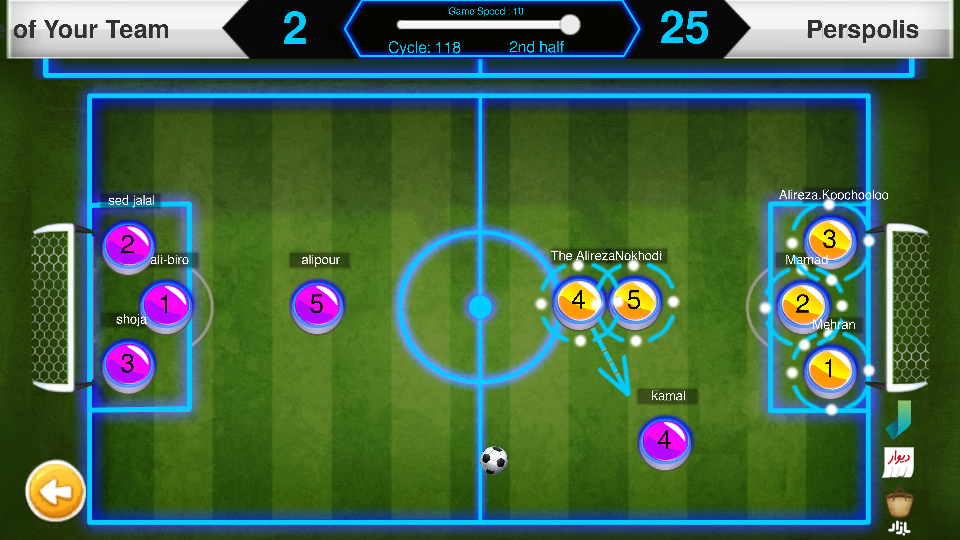 of Your Team
2
Game Speed : 10
Cycle: 118
2nd half
25
Perspolis
sed jalal
2
ali-biro
1
shoja
3
alipour
5
The AlirezaNokhodi
4
5
kamal
4
Alireza.Koochooloo
3
Mamad
2
Mehran
1
دیوار
بازار